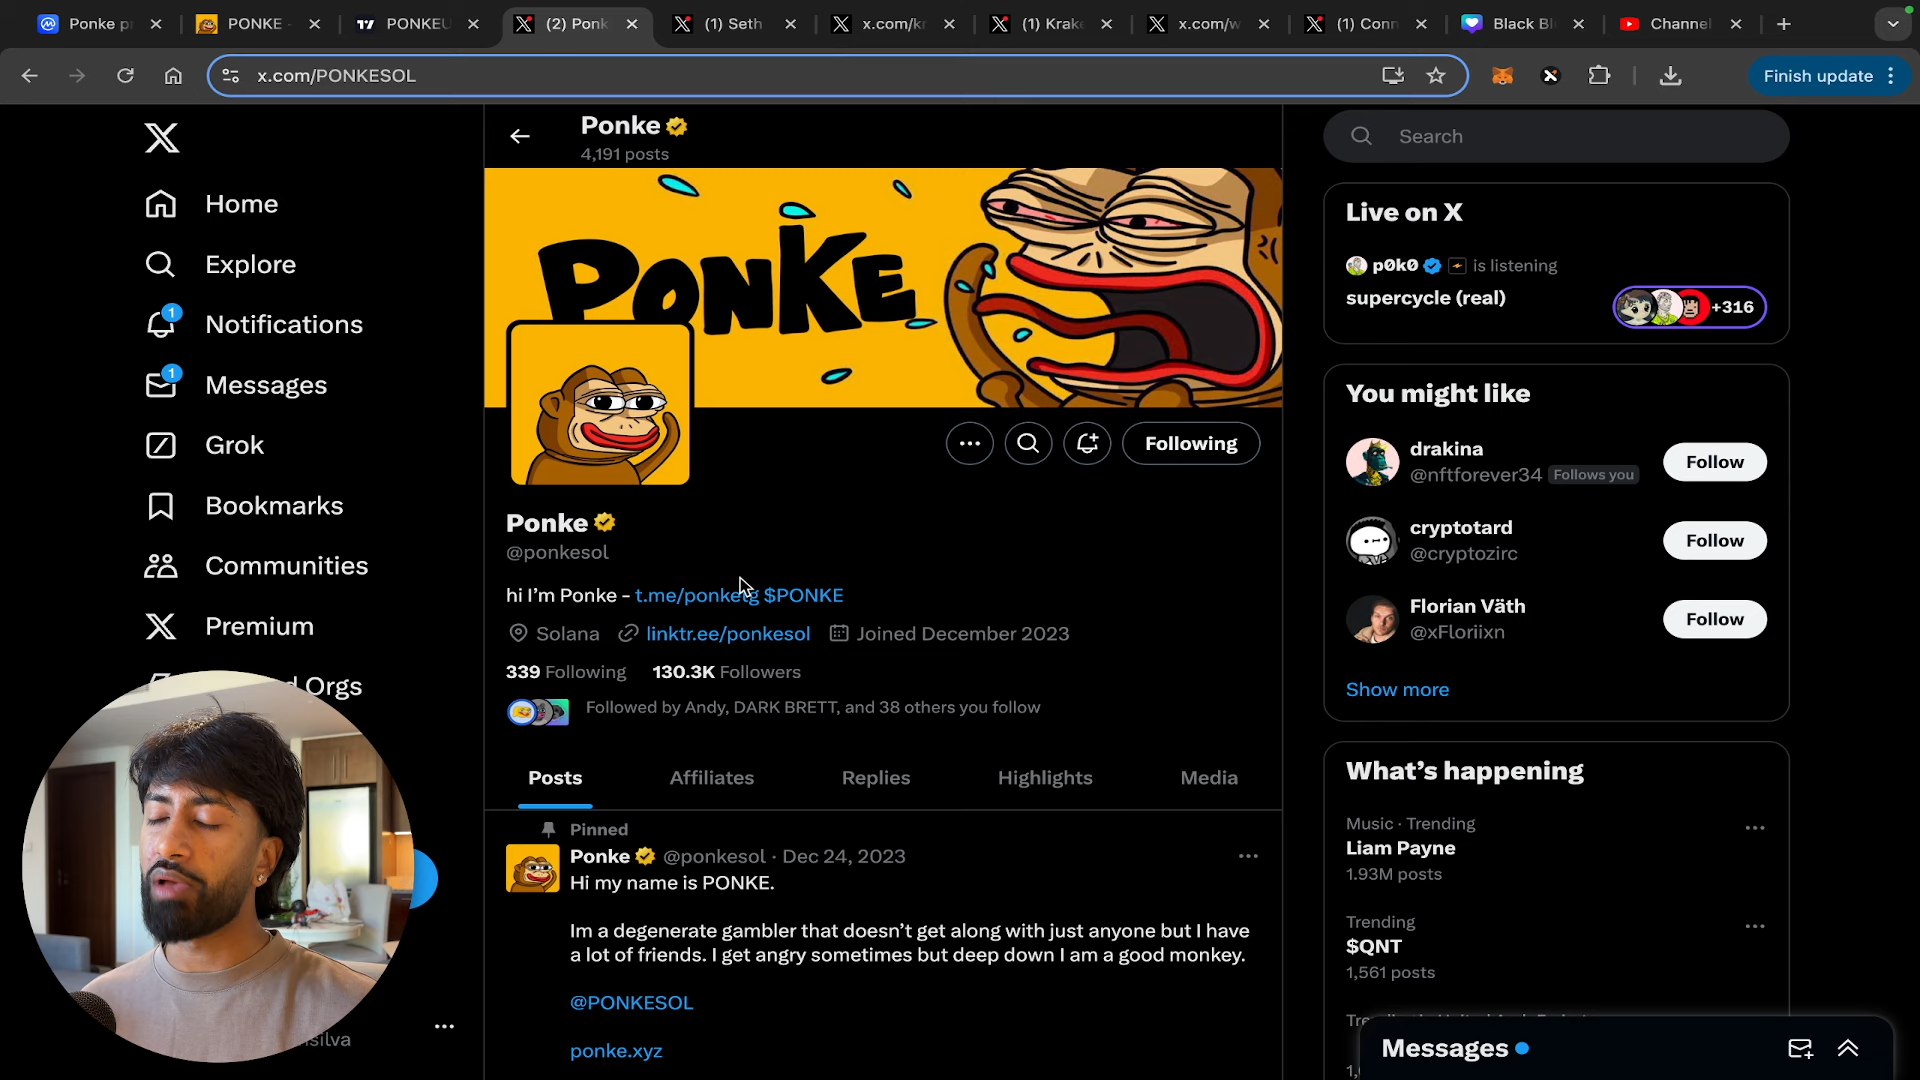 Ponke pr
PONKE -
PONKEU
(2) Ponk
(1) Seth
x.com/kr
(1) Krake
x.com/w
(1) Conn
Black Bl
Channel
x.com/PONKESOL
Finish update
Home
Explore
1
Notifications
1
Messages
Grok
Bookmarks
Communities
Premium
Orgs
Ponke
4,191 posts
PONKE
Following
Ponke
@ponkesol
hi I’m Ponke – t.me/ponketg $PONKE
Solana linktr.ee/ponkesol Joined December 2023
339 Following 130.3K Followers
Followed by Andy, DARK BRETT, and 38 others you follow
Posts Affiliates Replies Highlights Media
Pinned
Ponke @ponkesol · Dec 24, 2023
Hi my name is PONKE.
Im a degenerate gambler that doesn’t get along with just anyone but I have
a lot of friends. I get angry sometimes but deep down I am a good monkey.
@PONKESOL
ponke.xyz
Search
Live on X
p0k0 is listening
supercycle (real)
+316
You might like
drakina
@nftforever34 Follows you
Follow
cryptotard
@cryptozirc
Follow
Florian Väth
@xFloriixn
Follow
Show more
What’s happening
Music · Trending
Liam Payne
1.93M posts
Trending
$QNT
1,561 posts
Messages